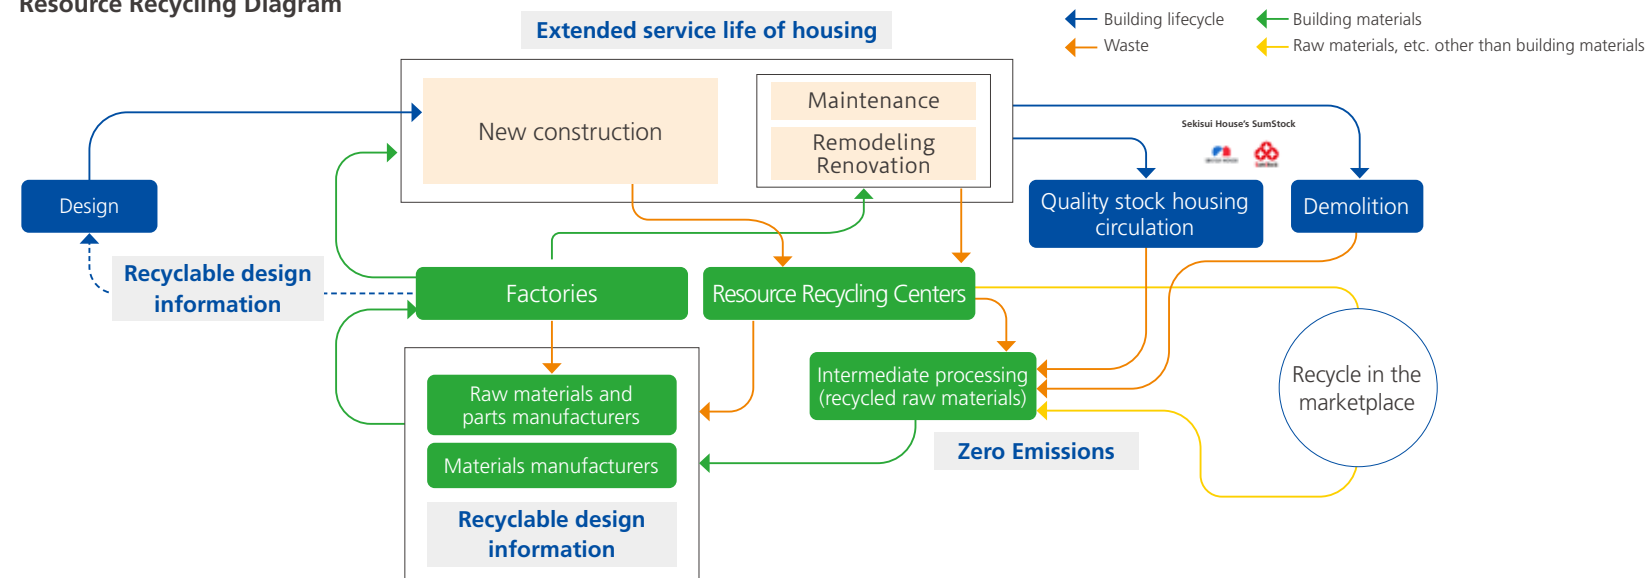 Resource Recycling Diagram
Extended service life of housing
Building lifecycle
Building materials
Waste
Raw materials, etc. other than building materials
New construction
Maintenance
Remodeling
Renovation
Sekisui House's SumStock
Design
Quality stock housing
circulation
Demolition
Recyclable design
information
Factories
Resource Recycling Centers
Raw materials and
parts manufacturers
Intermediate processing
(recycled raw materials)
Recycle in the
marketplace
Materials manufacturers
Zero Emissions
Recyclable design
information